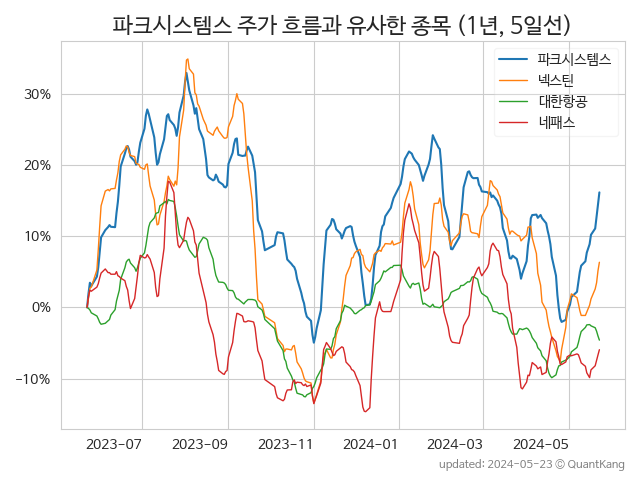 파크시스템스 주가 흐름과 유사한 종목 (1년, 5일선)
파크시스템스
넥스틴
대한항공
네패스
30%
20%
10%
0%
−10%
2023-07
2023-09
2023-11
2024-01
2024-03
2024-05
updated: 2024-05-23 ⓒ QuantKang